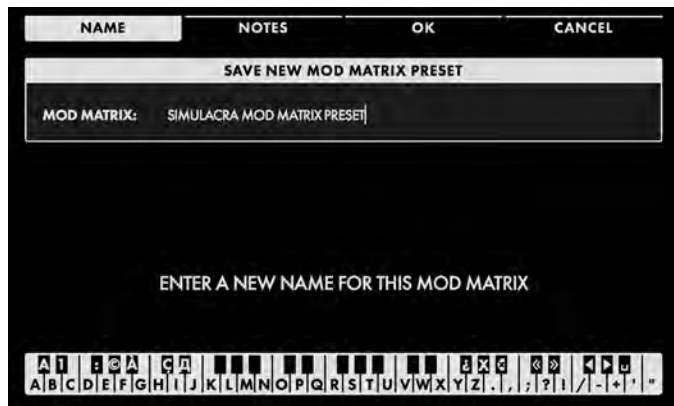 NAME NOTES OK CANCEL
SAVE NEW MOD MATRIX PRESET
MOD MATRIX: SIMULACRA MOD MATRIX PRESET
ENTER A NEW NAME FOR THIS MOD MATRIX
A 1 : © À Ç Д ¿ X « » ◀ ▶ ␣
A B C D E F G H I J K L M N O P Q R S T U V W X Y Z . , ; ? ! / - + ' "